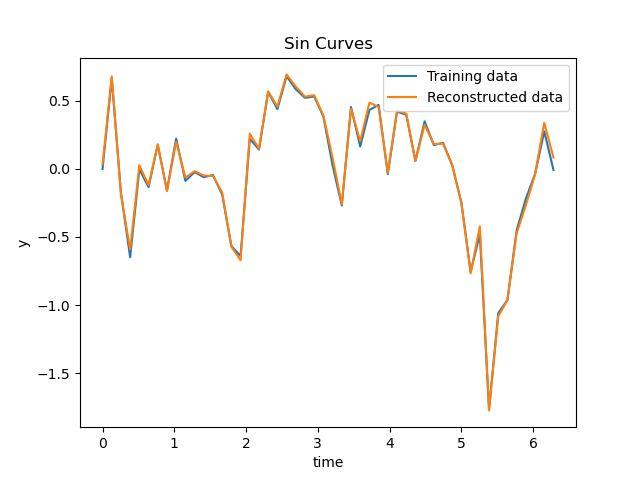 Sin Curves
Training data
Reconstructed data
0.5
0.0
−0.5
−1.0
−1.5
y
0 1 2 3 4 5 6
time